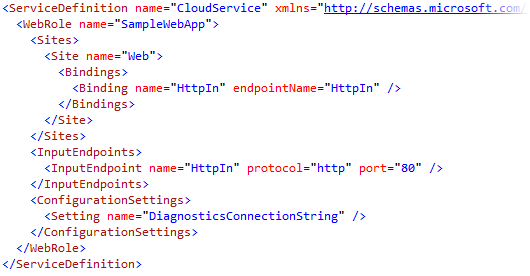 <ServiceDefinition name="CloudService" xmlns="http://schemas.microsoft.com/
<WebRole name="SampleWebApp">
<Sites>
<Site name="Web">
<Bindings>
<Binding name="HttpIn" endpointName="HttpIn" />
</Bindings>
</Site>
</Sites>
<InputEndpoints>
<InputEndpoint name="HttpIn" protocol="http" port="80" />
</InputEndpoints>
<ConfigurationSettings>
<Setting name="DiagnosticsConnectionString" />
</ConfigurationSettings>
</WebRole>
</ServiceDefinition>